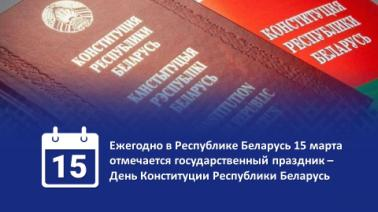 КОНСТИТУЦИЯ
РЕСПУБЛИКИ
БЕЛАРУСЬ
КАНСТЫТУЦЫЯ
РЭСПУБЛІКІ
БЕЛАРУСЬ
КОНСТИТУЦИЯ
РЕСПУБЛИКИ
БЕЛАРУСЬ
15
Ежегодно в Республике Беларусь 15 марта
отмечается государственный праздник –
День Конституции Республики Беларусь